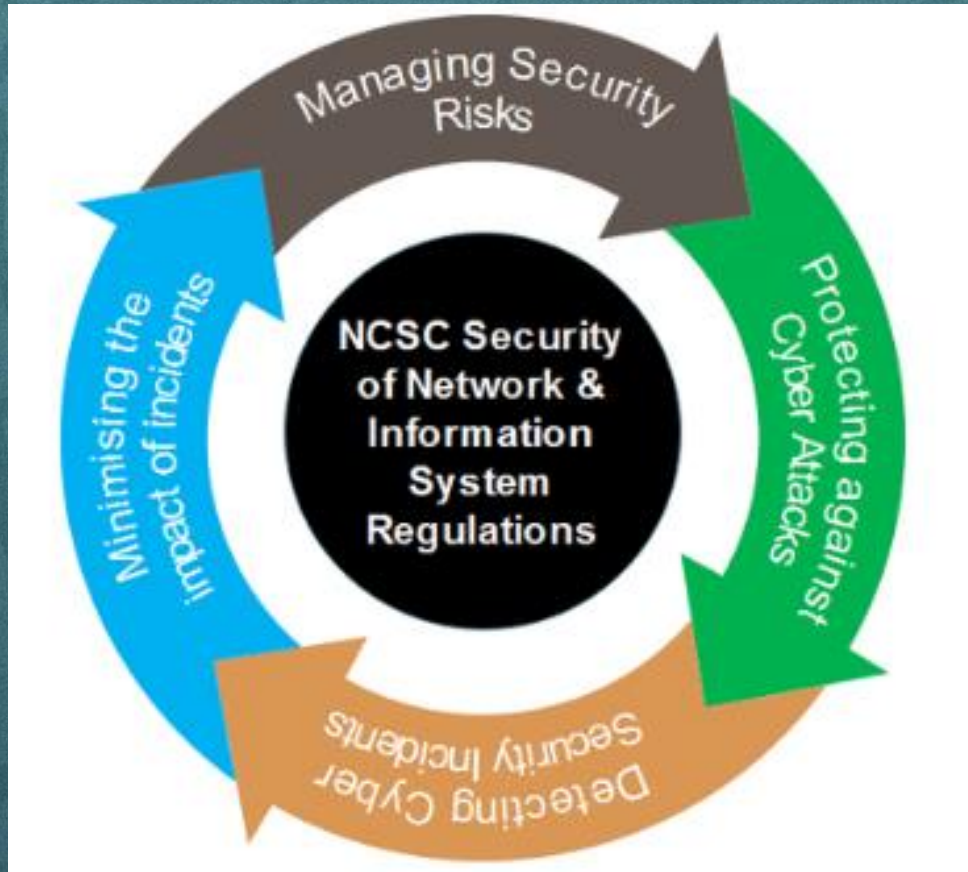 Managing Security
Risks
Protecting against
Cyber Attacks
Detecting Cyber
Security Incidents
Minimising the
impact of incidents
NCSC Security
of Network &
Information
System
Regulations